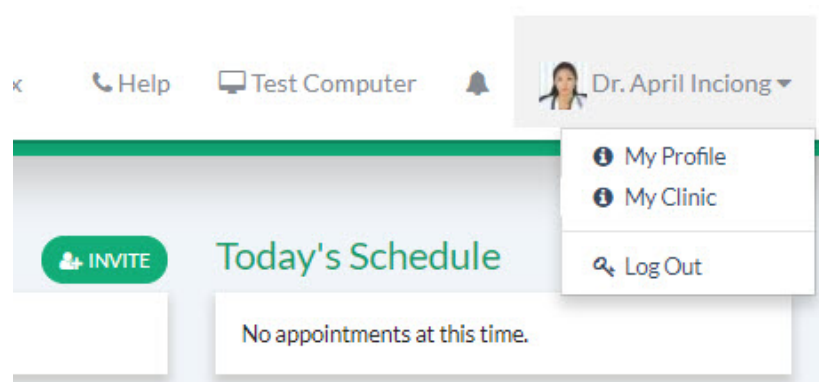 x Help Test Computer Dr. April Inciong
My Profile
My Clinic
Log Out
INVITE
Today's Schedule
No appointments at this time.